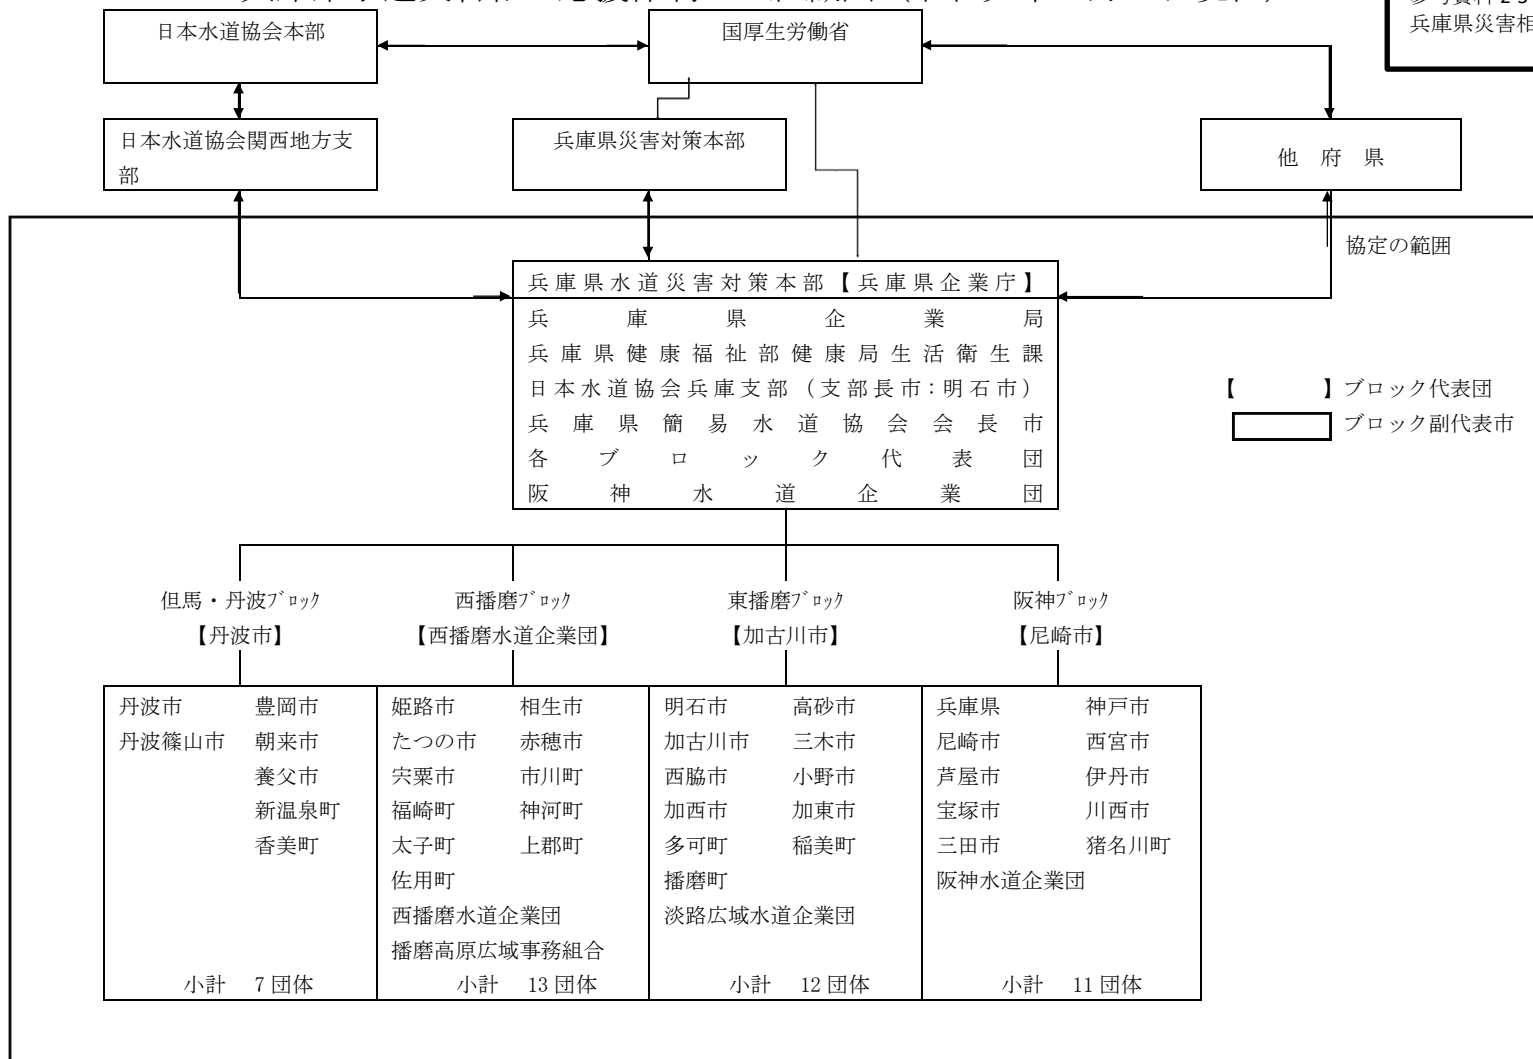 兵庫県災害相
日本水道協会本部
国厚生労働省
日本水道協会関西地方支
部
兵庫県災害対策本部
他 府 県
協定の範囲
兵庫県水道災害対策本部【兵庫県企業庁】
兵庫県企業局
兵庫県健康福祉部健康局生活衛生課
日本水道協会兵庫支部(支部長市:明石市)
兵庫県簡易水道協会会長市
各ブロック代表団
阪神水道企業団
【 】ブロック代表団
ブロック副代表市
但馬・丹波ブロック
【丹波市】
西播磨ブロック
【西播磨水道企業団】
東播磨ブロック
【加古川市】
阪神ブロック
【尼崎市】
丹波市 豊岡市
丹波篠山市 朝来市
養父市
新温泉町
香美町
小計 7団体
姫路市 相生市
たつの市 赤穂市
宍粟市 市川町
福崎町 神河町
太子町 上郡町
佐用町
西播磨水道企業団
播磨高原広域事務組合
小計 13団体
明石市 高砂市
加古川市 三木市
西脇市 小野市
加西市 加東市
多可町 稲美町
播磨町
淡路広域水道企業団
小計 12団体
兵庫県 神戸市
尼崎市 西宮市
芦屋市 伊丹市
宝塚市 川西市
三田市 猪名川町
阪神水道企業団
小計 11団体